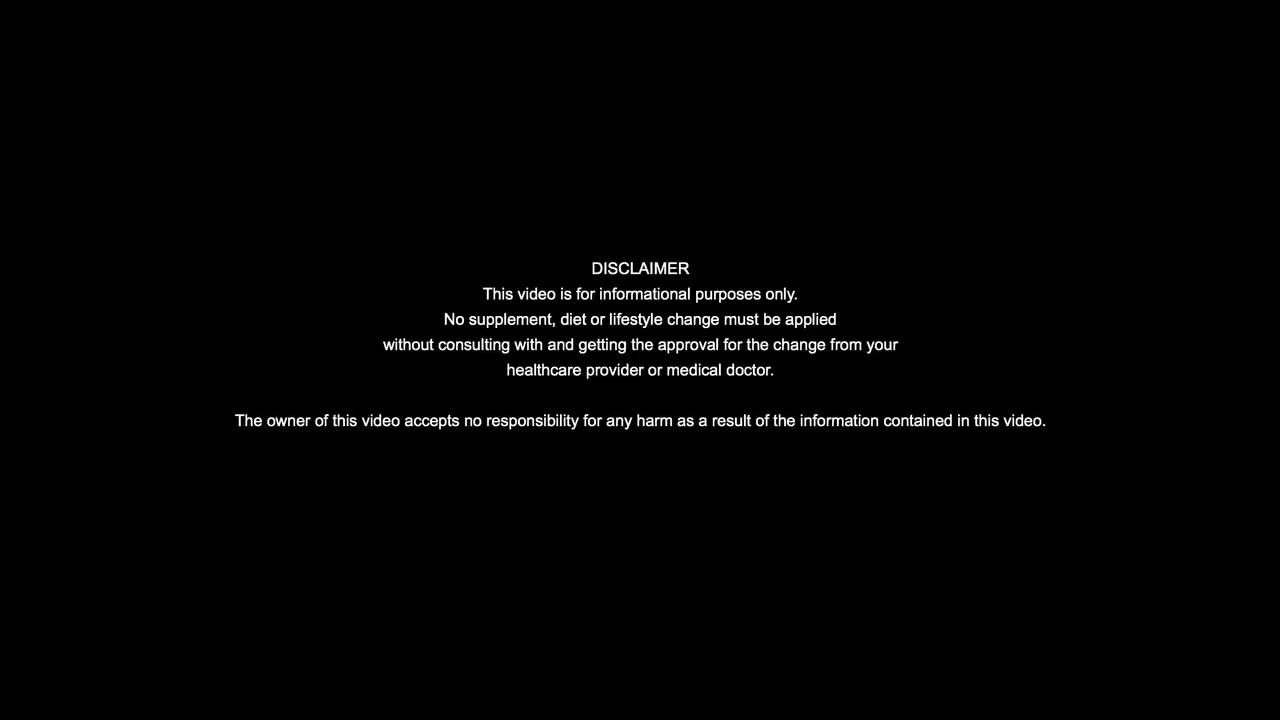 DISCLAIMER
This video is for informational purposes only.
No supplement, diet or lifestyle change must be applied
without consulting with and getting the approval for the change from your
healthcare provider or medical doctor.
The owner of this video accepts no responsibility for any harm as a result of the information contained in this video.